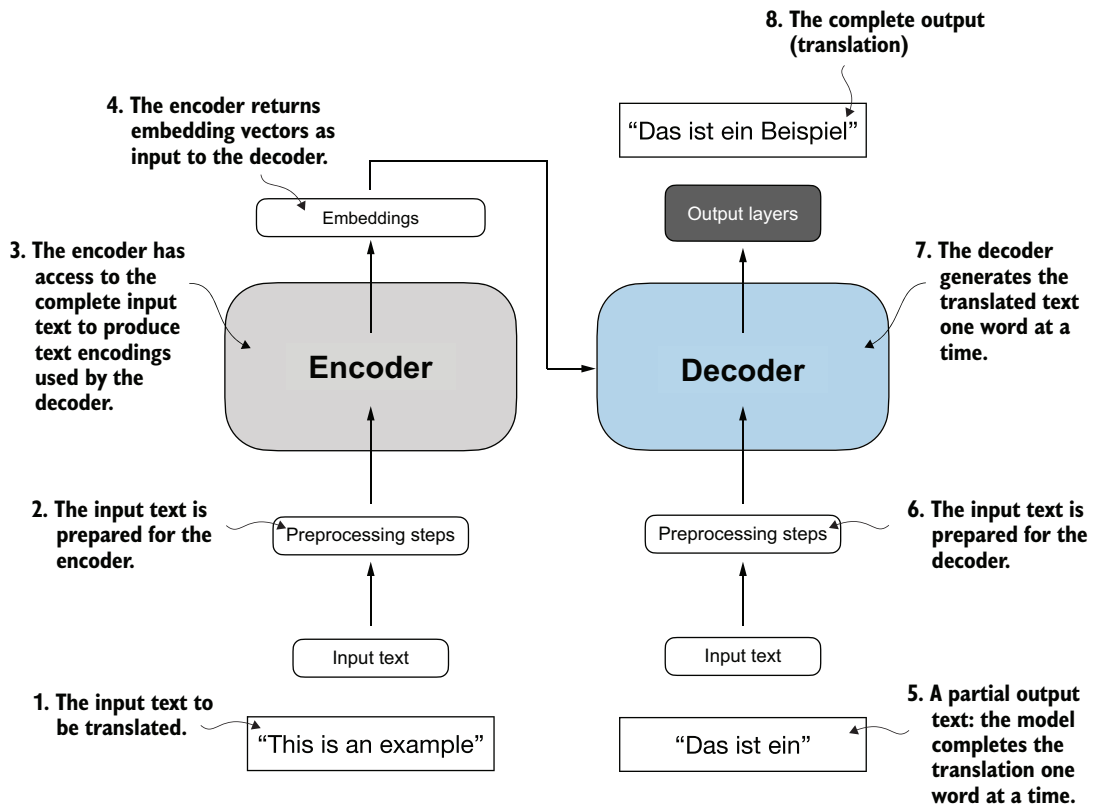 8. The complete output
(translation)
4. The encoder returns
embedding vectors as
input to the decoder.
“Das ist ein Beispiel”
Embeddings
Output layers
3. The encoder has
access to the
complete input
text to produce
text encodings
used by the
decoder.
7. The decoder
generates the
translated text
one word at a
time.
Encoder
Decoder
2. The input text is
prepared for the
encoder.
Preprocessing steps
Preprocessing steps
6. The input text is
prepared for the
decoder.
Input text
Input text
1. The input text to
be translated.
“This is an example”
“Das ist ein”
5. A partial output
text: the model
completes the
translation one
word at a time.